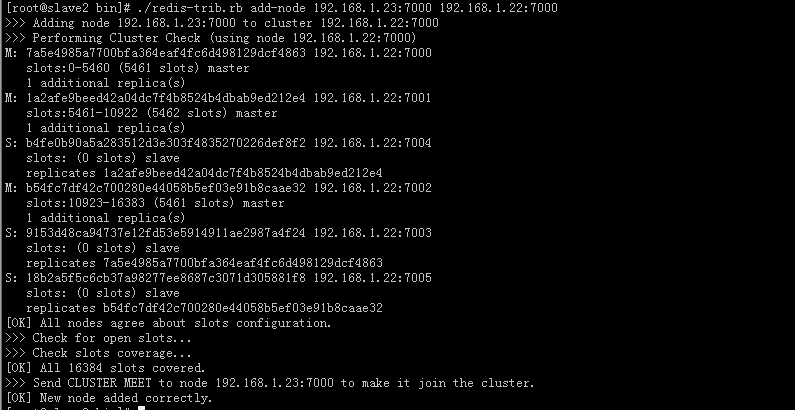 [root@slave2 bin]# ./redis-trib.rb add-node 192.168.1.23:7000 192.168.1.22:7000
>>> Adding node 192.168.1.23:7000 to cluster 192.168.1.22:7000
>>> Performing Cluster Check (using node 192.168.1.22:7000)
M: 7a5e4985a7700bfa364eaf4fc6d498129dcf4863 192.168.1.22:7000
slots:0-5460 (5461 slots) master
1 additional replica(s)
M: 1a2afe9beed42a04dc7f4b8524b4dbab9ed212e4 192.168.1.22:7001
slots:5461-10922 (5462 slots) master
1 additional replica(s)
S: b4fe0b90a5a283512d3e303f4835270226def8f2 192.168.1.22:7004
slots: (0 slots) slave
replicates 1a2afe9beed42a04dc7f4b8524b4dbab9ed212e4
M: b54fc7df42c700280e44058b5ef03e91b8caae32 192.168.1.22:7002
slots:10923-16383 (5461 slots) master
1 additional replica(s)
S: 9153d48ca94737e12fd53e5914911ae2987a4f24 192.168.1.22:7003
slots: (0 slots) slave
replicates 7a5e4985a7700bfa364eaf4fc6d498129dcf4863
S: 18b2a5f5c6cb37a98277ee8687c3071d305881f8 192.168.1.22:7005
slots: (0 slots) slave
replicates b54fc7df42c700280e44058b5ef03e91b8caae32
[OK] All nodes agree about slots configuration.
>>> Check for open slots...
>>> Check slots coverage...
[OK] All 16384 slots covered.
>>> Send CLUSTER MEET to node 192.168.1.23:7000 to make it join the cluster.
[OK] New node added correctly.
[root@slave2 bin]#